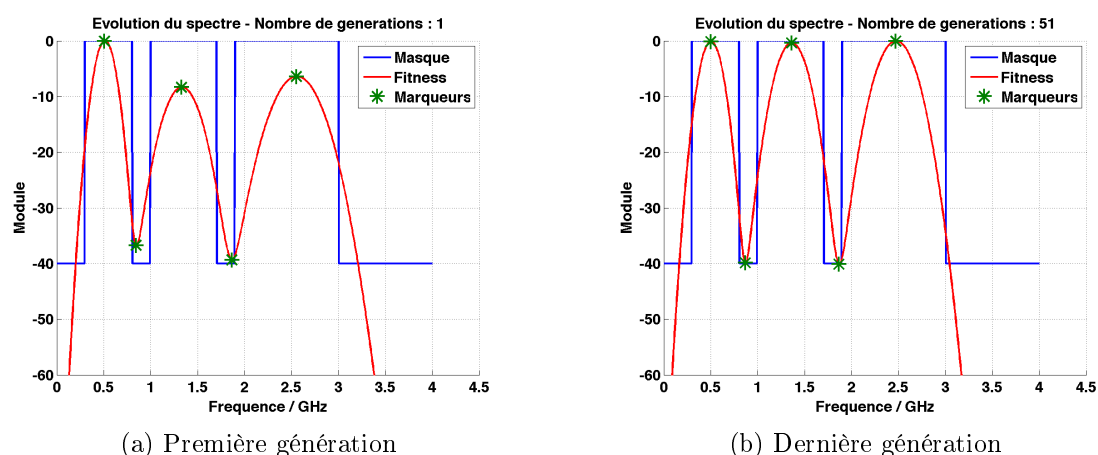 Evolution du spectre - Nombre de generations : 1
0
-10
-20
-30
-40
-50
-60
Module
0 0.5 1 1.5 2 2.5 3 3.5 4 4.5
Frequence / GHz
Masque
Fitness
Marqueurs
(a) Première génération
Evolution du spectre - Nombre de generations : 51
0
-10
-20
-30
-40
-50
-60
Module
0 0.5 1 1.5 2 2.5 3 3.5 4 4.5
Frequence / GHz
Masque
Fitness
Marqueurs
(b) Dernière génération